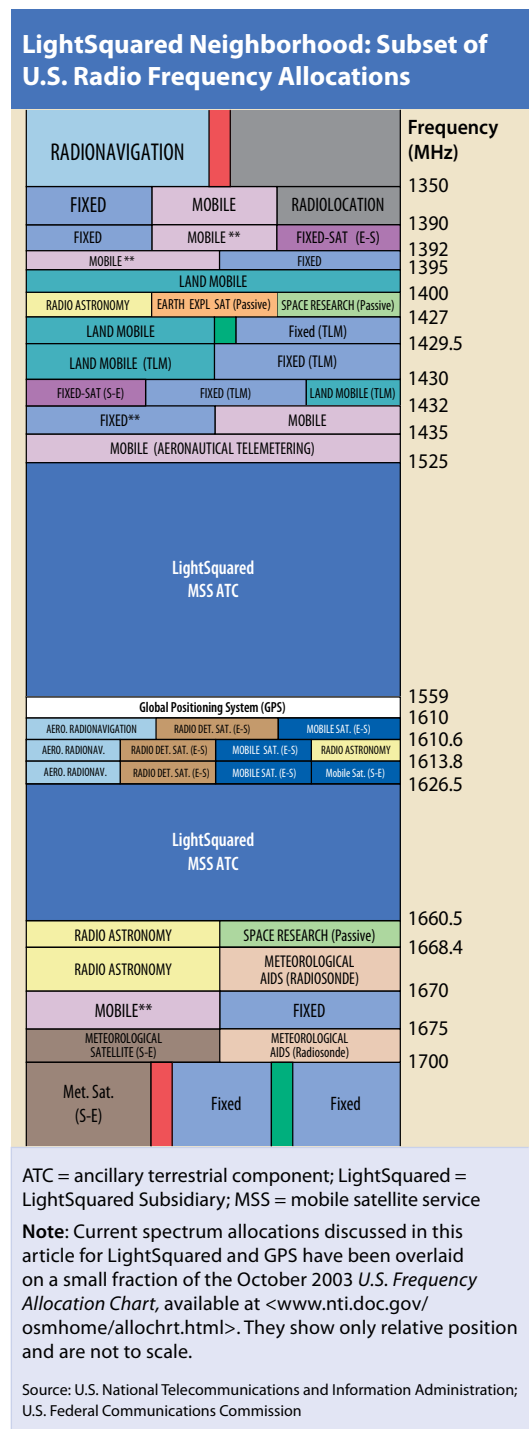 LightSquared Neighborhood: Subset of
U.S. Radio Frequency Allocations
Frequency
(MHz)
RADIONAVIGATION
1350
FIXED MOBILE RADIOLOCATION
1390
FIXED MOBILE ** FIXED-SAT (E-S)
1392
MOBILE ** FIXED
1395
LAND MOBILE
1400
RADIO ASTRONOMY EARTH EXPL SAT (Passive) SPACE RESEARCH (Passive)
1427
LAND MOBILE Fixed (TLM)
1429.5
LAND MOBILE (TLM) FIXED (TLM)
1430
FIXED-SAT (S-E) FIXED (TLM) LAND MOBILE (TLM)
1432
FIXED** MOBILE
1435
MOBILE (AERONAUTICAL TELEMETERING)
1525
LightSquared
MSS ATC
1559
Global Positioning System (GPS)
1610
AERO. RADIONAVIGATION RADIO DET. SAT. (E-S) MOBILE SAT. (E-S)
1610.6
AERO. RADIONAV. RADIO DET. SAT. (E-S) MOBILE SAT. (E-S) RADIO ASTRONOMY
1613.8
AERO. RADIONAV. RADIO DET. SAT. (E-S) MOBILE SAT. (E-S) Mobile Sat. (S-E)
1626.5
LightSquared
MSS ATC
1660.5
RADIO ASTRONOMY SPACE RESEARCH (Passive)
1668.4
RADIO ASTRONOMY METEOROLOGICAL
AIDS (RADIOSONDE)
1670
MOBILE** FIXED
1675
METEOROLOGICAL
SATELLITE (S-E)
METEOROLOGICAL
AIDS (Radiosonde)
1700
Met. Sat.
(S-E)
Fixed Fixed
ATC = ancillary terrestrial component; LightSquared =
LightSquared Subsidiary; MSS = mobile satellite service
Note: Current spectrum allocations discussed in this
article for LightSquared and GPS have been overlaid
on a small fraction of the October 2003 U.S. Frequency
Allocation Chart, available at <www.nti.doc.gov/
osmhome/allochrt.html>. They show only relative position
and are not to scale.
Source: U.S. National Telecommunications and Information Administration;
U.S. Federal Communications Commission